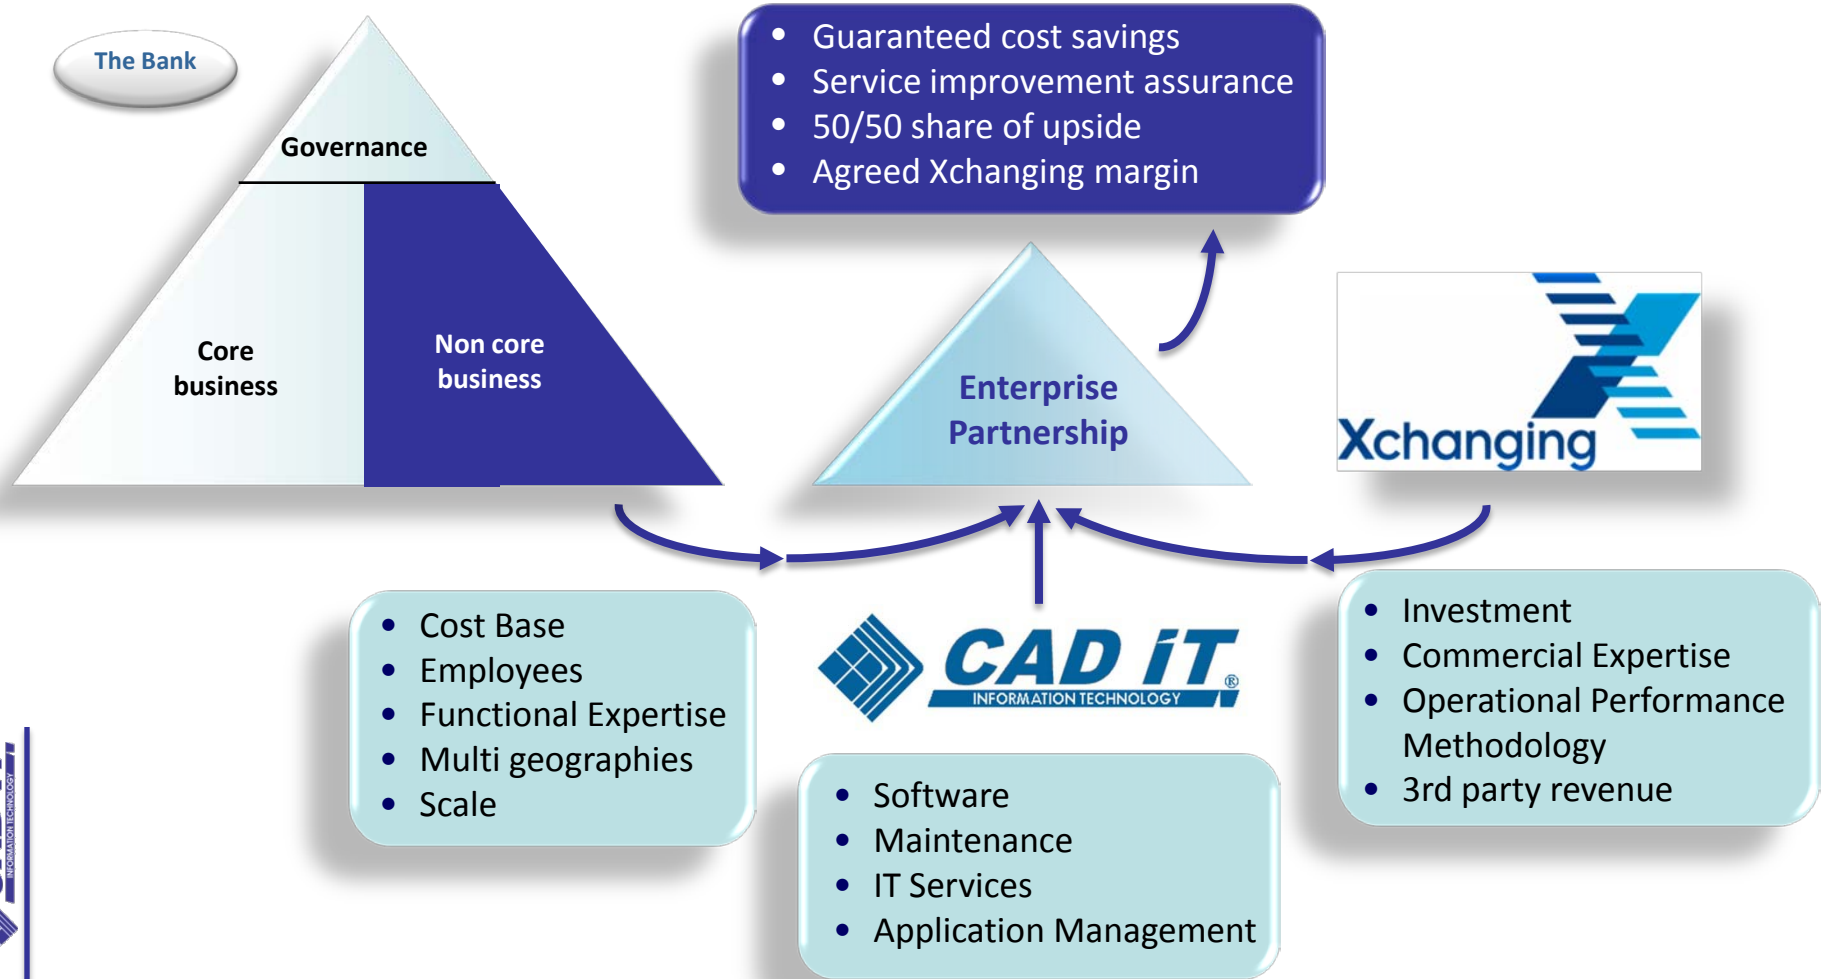 The Bank
Governance
Core
business
Non core
business
• Guaranteed cost savings
• Service improvement assurance
• 50/50 share of upside
• Agreed Xchanging margin
Enterprise
Partnership
Xchanging
• Cost Base
• Employees
• Functional Expertise
• Multi geographies
• Scale
CAD iT®
INFORMATION TECHNOLOGY
• Software
• Maintenance
• IT Services
• Application Management
• Investment
• Commercial Expertise
• Operational Performance
Methodology
• 3rd party revenue
INFORMATION TECHNOLOGY